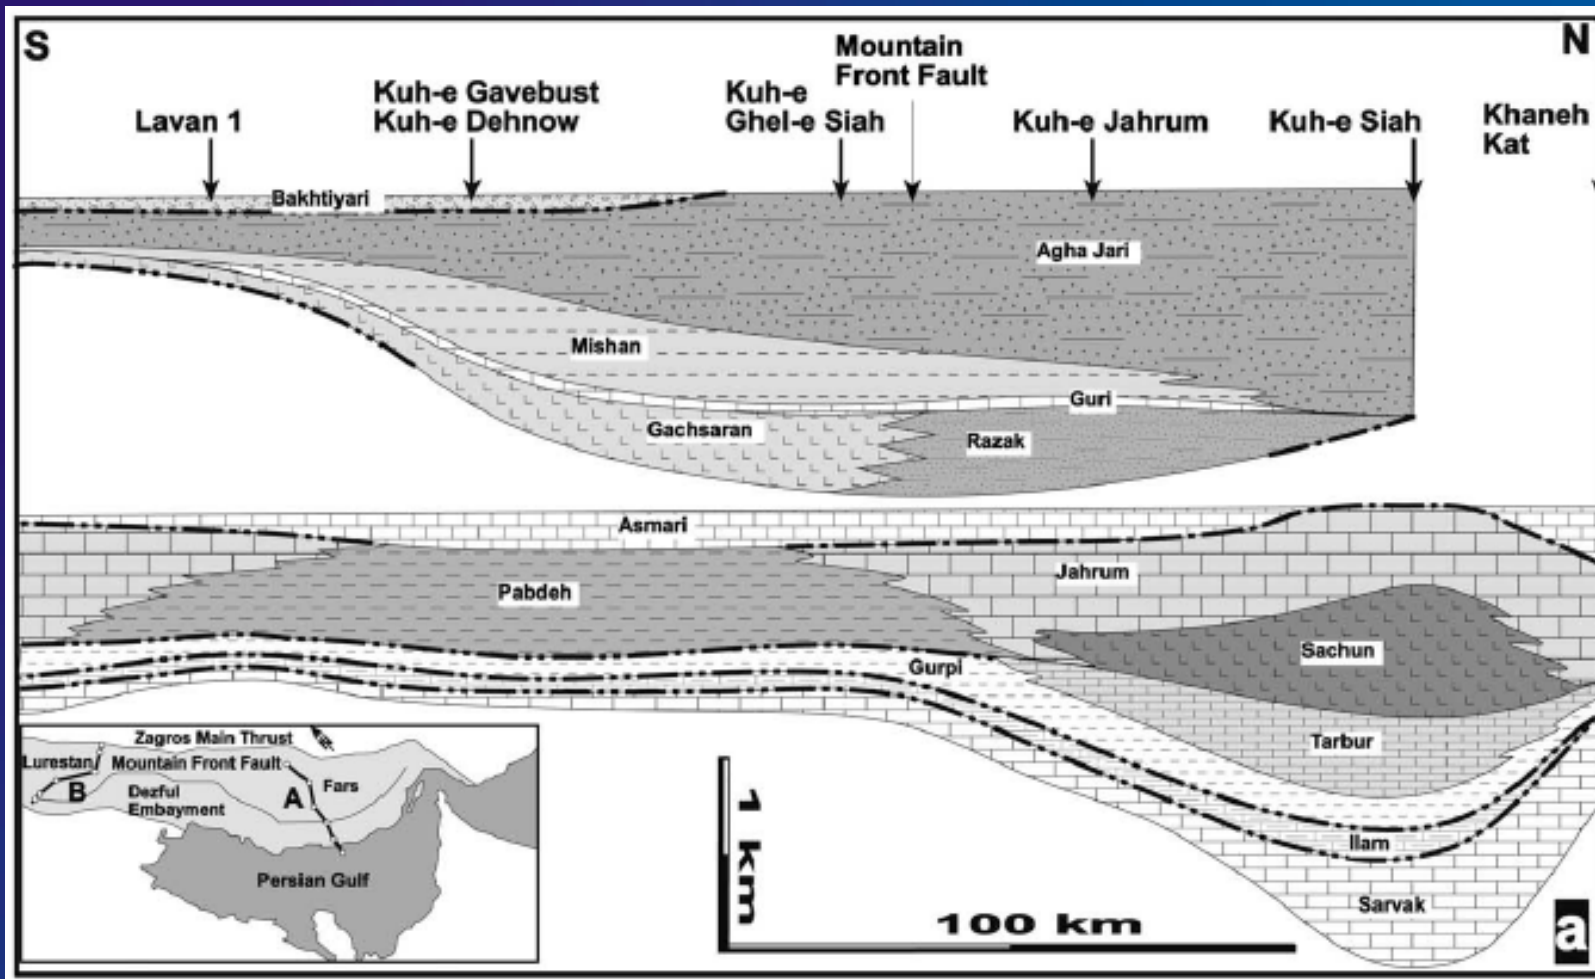 S
N
Mountain
Front Fault
Kuh-e Gavebust
Kuh-e Dehnow
Kuh-e
Ghel-e Siah
Lavan 1
Kuh-e Jahrum
Kuh-e Siah
Khaneh
Kat
Bakhtiyari
Agha Jari
Mishan
Guri
Gachsaran
Razak
Asmari
Jahrum
Pabdeh
Sachun
Gurpi
Tarbur
Ilam
Sarvak
Zagros Main Thrust
Lurestan
Mountain Front Fault
B
Dezful
Embayment
A
Fars
Persian Gulf
1 km
100 km
a